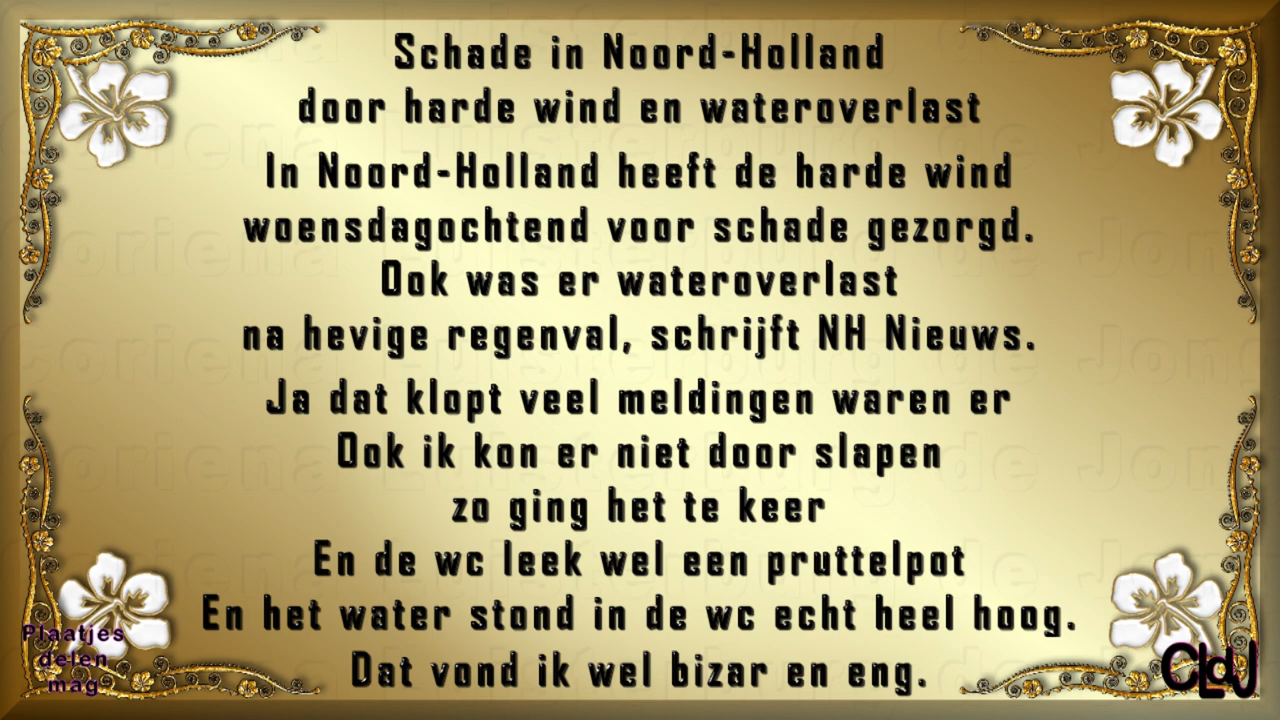 Schade in Noord-Holland
door harde wind en wateroverlast
In Noord-Holland heeft de harde wind
woensdagochtend voor schade gezorgd.
Ook was er wateroverlast
na hevige regenval, schrijft NH Nieuws.
Ja dat klopt veel meldingen waren er
Ook ik kon er niet door slapen
zo ging het te keer
En de wc leek wel een pruttelpot
En het water stond in de wc echt heel hoog.
Dat vond ik wel bizar en eng.
Plaatjes
delen
mag
CLdJ